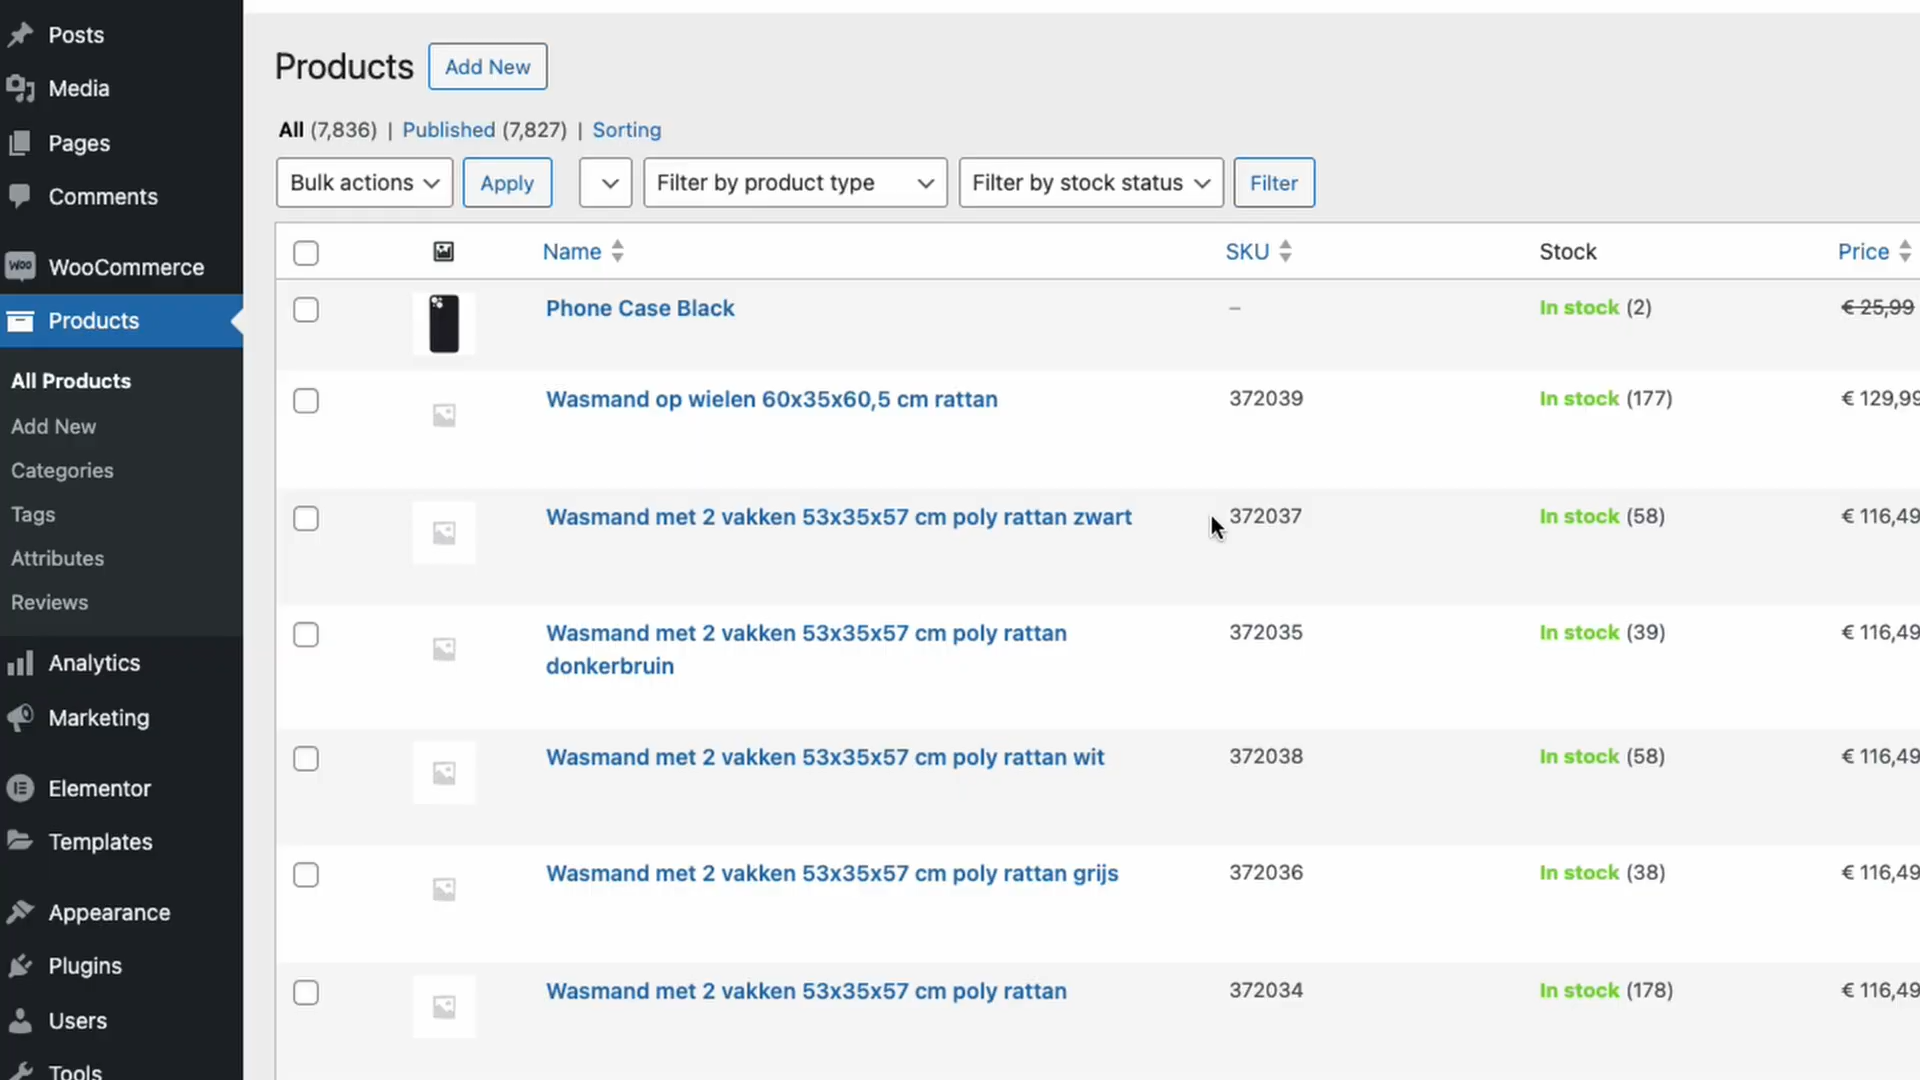 Posts
Media
Pages
Comments
WooCommerce
Products
All Products
Add New
Categories
Tags
Attributes
Reviews
Analytics
Marketing
Elementor
Templates
Appearance
Plugins
Users
Tools
Products Add New
All (7,836) | Published (7,827) | Sorting
Bulk actions Apply Filter by product type Filter by stock status Filter
Name SKU Stock Price
Phone Case Black – In stock (2) € 25,99
Wasmand op wielen 60x35x60,5 cm rattan 372039 In stock (177) € 129,99
Wasmand met 2 vakken 53x35x57 cm poly rattan zwart 372037 In stock (58) € 116,49
Wasmand met 2 vakken 53x35x57 cm poly rattan 372035 In stock (39) € 116,49
donkerbruin
Wasmand met 2 vakken 53x35x57 cm poly rattan wit 372038 In stock (58) € 116,49
Wasmand met 2 vakken 53x35x57 cm poly rattan grijs 372036 In stock (38) € 116,49
Wasmand met 2 vakken 53x35x57 cm poly rattan 372034 In stock (178) € 116,49